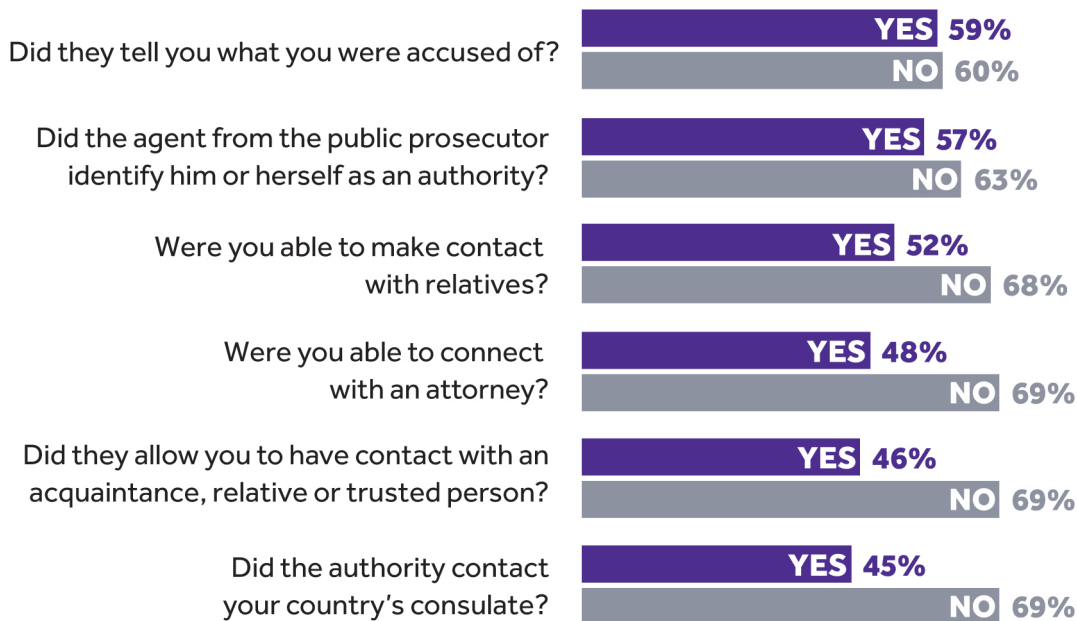 Did they tell you what you were accused of?
YES 59%
NO 60%
Did the agent from the public prosecutor
identify him or herself as an authority?
YES 57%
NO 63%
Were you able to make contact
with relatives?
YES 52%
NO 68%
Were you able to connect
with an attorney?
YES 48%
NO 69%
Did they allow you to have contact with an
acquaintance, relative or trusted person?
YES 46%
NO 69%
Did the authority contact
your country's consulate?
YES 45%
NO 69%